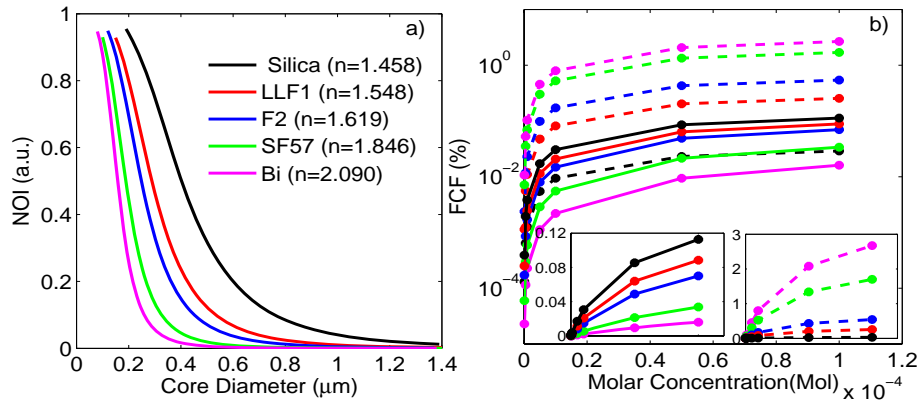 a)
NOI (a.u.)
1
0.8
0.6
0.4
0.2
0
0 0.2 0.4 0.6 0.8 1 1.2 1.4
Core Diameter (μm)
Silica (n=1.458)
LLF1 (n=1.548)
F2 (n=1.619)
SF57 (n=1.846)
Bi (n=2.090)
b)
FCF (%)
10^0
10^-2
10^-4
0.12
0.08
0.04
0
3
2
1
0
0 0.2 0.4 0.6 0.8 1 1.2
Molar Concentration(Mol) x 10^-4